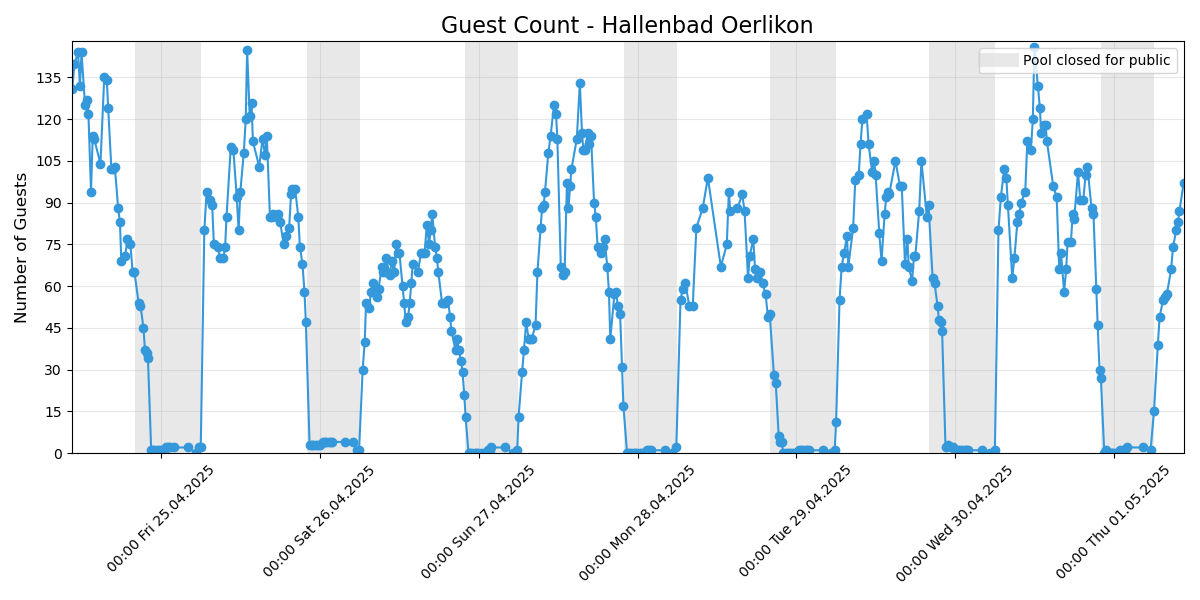 Guest Count - Hallenbad Oerlikon
Pool closed for public
Number of Guests
135
120
105
90
75
60
45
30
15
0
00:00 Fri 25.04.2025
00:00 Sat 26.04.2025
00:00 Sun 27.04.2025
00:00 Mon 28.04.2025
00:00 Tue 29.04.2025
00:00 Wed 30.04.2025
00:00 Thu 01.05.2025